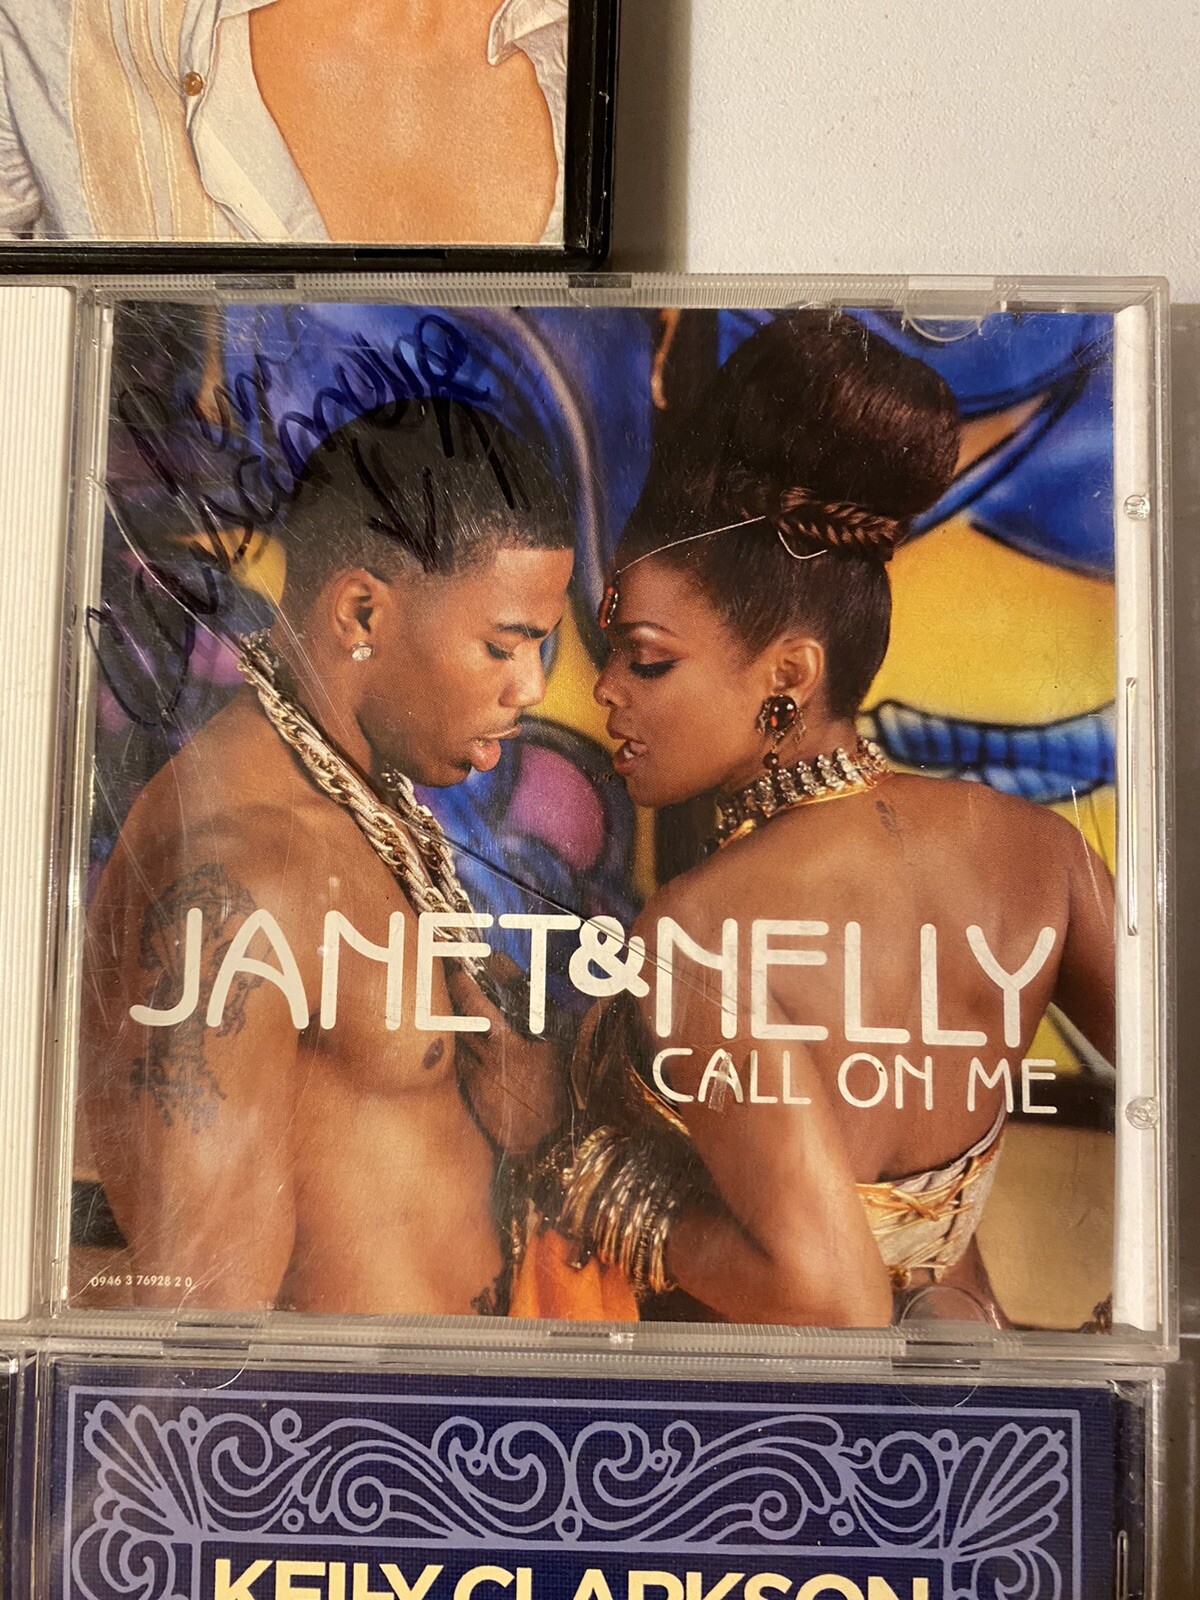 JANET & NELLY
CALL ON ME
0946 3 76928 2 0
KELLY CLARKSON